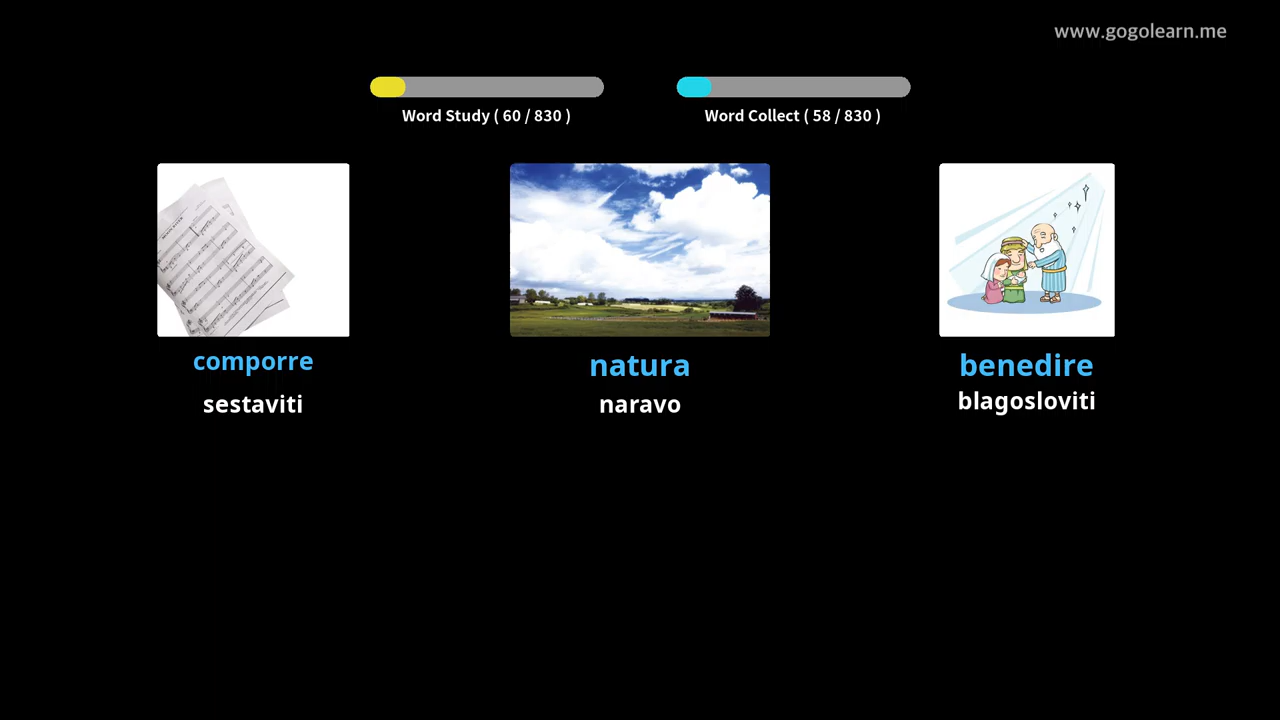 www.gogolearn.me
Word Study ( 60 / 830 )
Word Collect ( 58 / 830 )
comporre
sestaviti
natura
naravo
benedire
blagosloviti